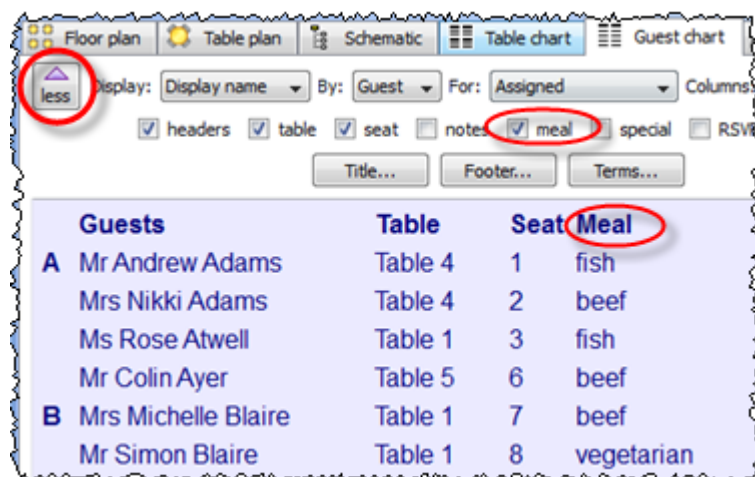 Floor plan Table plan Schematic Table chart Guest chart
less Display: Display name By: Guest For: Assigned Columns
headers table seat notes meal special RSVP
Title... Footer... Terms...
Guests Table Seat Meal
A Mr Andrew Adams Table 4 1 fish
Mrs Nikki Adams Table 4 2 beef
Ms Rose Atwell Table 1 3 fish
Mr Colin Ayer Table 5 6 beef
B Mrs Michelle Blaire Table 1 7 beef
Mr Simon Blaire Table 1 8 vegetarian